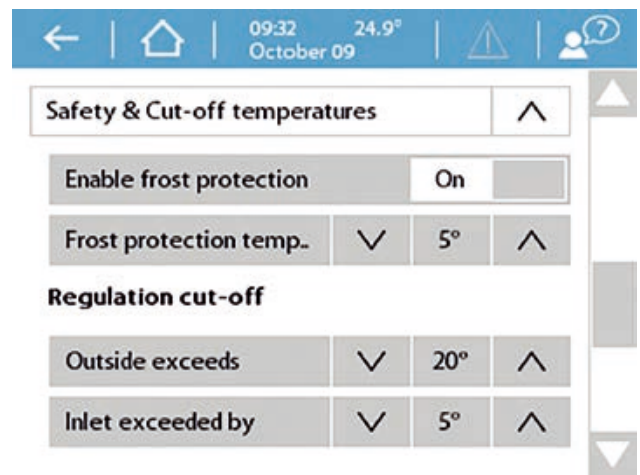 09:32 24.9°
October 09
Safety & Cut-off temperatures
Enable frost protection On
Frost protection temp.. 5°
Regulation cut-off
Outside exceeds 20°
Inlet exceeded by 5°